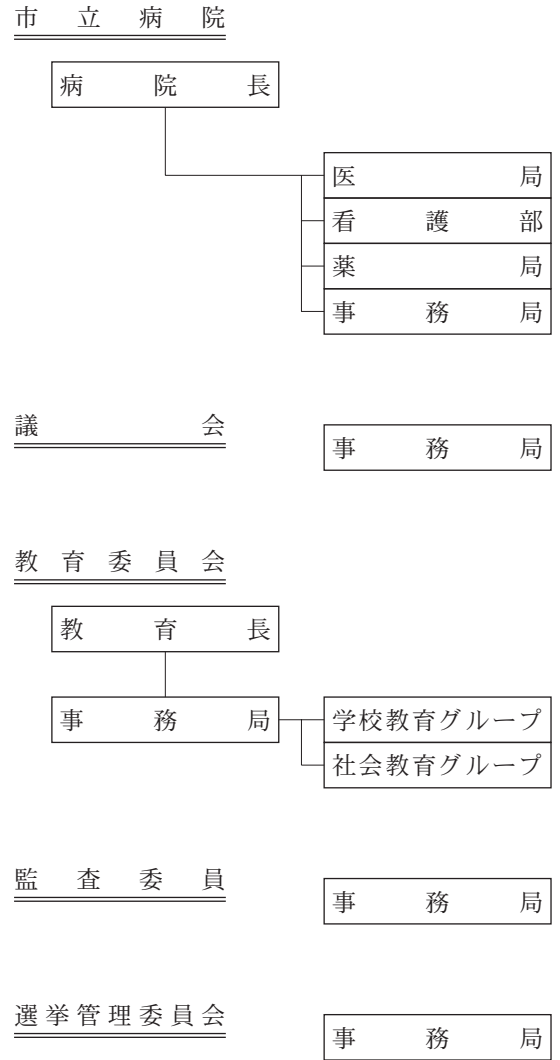 市立病院
病院長
医局
看護部
薬局
事務局
議会
事務局
教育委員会
教育長
事務局 学校教育グループ
社会教育グループ
監査委員
事務局
選挙管理委員会
事務局